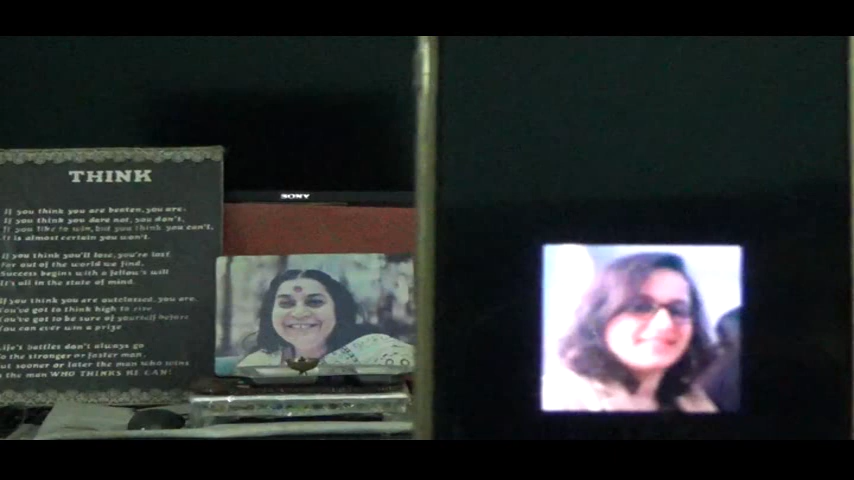 THINK
If you think you are beaten, you are;
If you think you dare not, you don't,
If you like to win, but you think you can't,
It is almost certain you won't.
If you think you'll lose, you're lost
For out of the world we find,
Success begins with a fellow's will
It's all in the state of mind.
If you think you are outclassed, you are.
You've got to think high to rise
You've got to be sure of yourself before
You can ever win a prize
Life's battles don't always go
To the stronger or faster man,
But sooner or later the man who wins
Is the man WHO THINKS HE CAN!
SONY